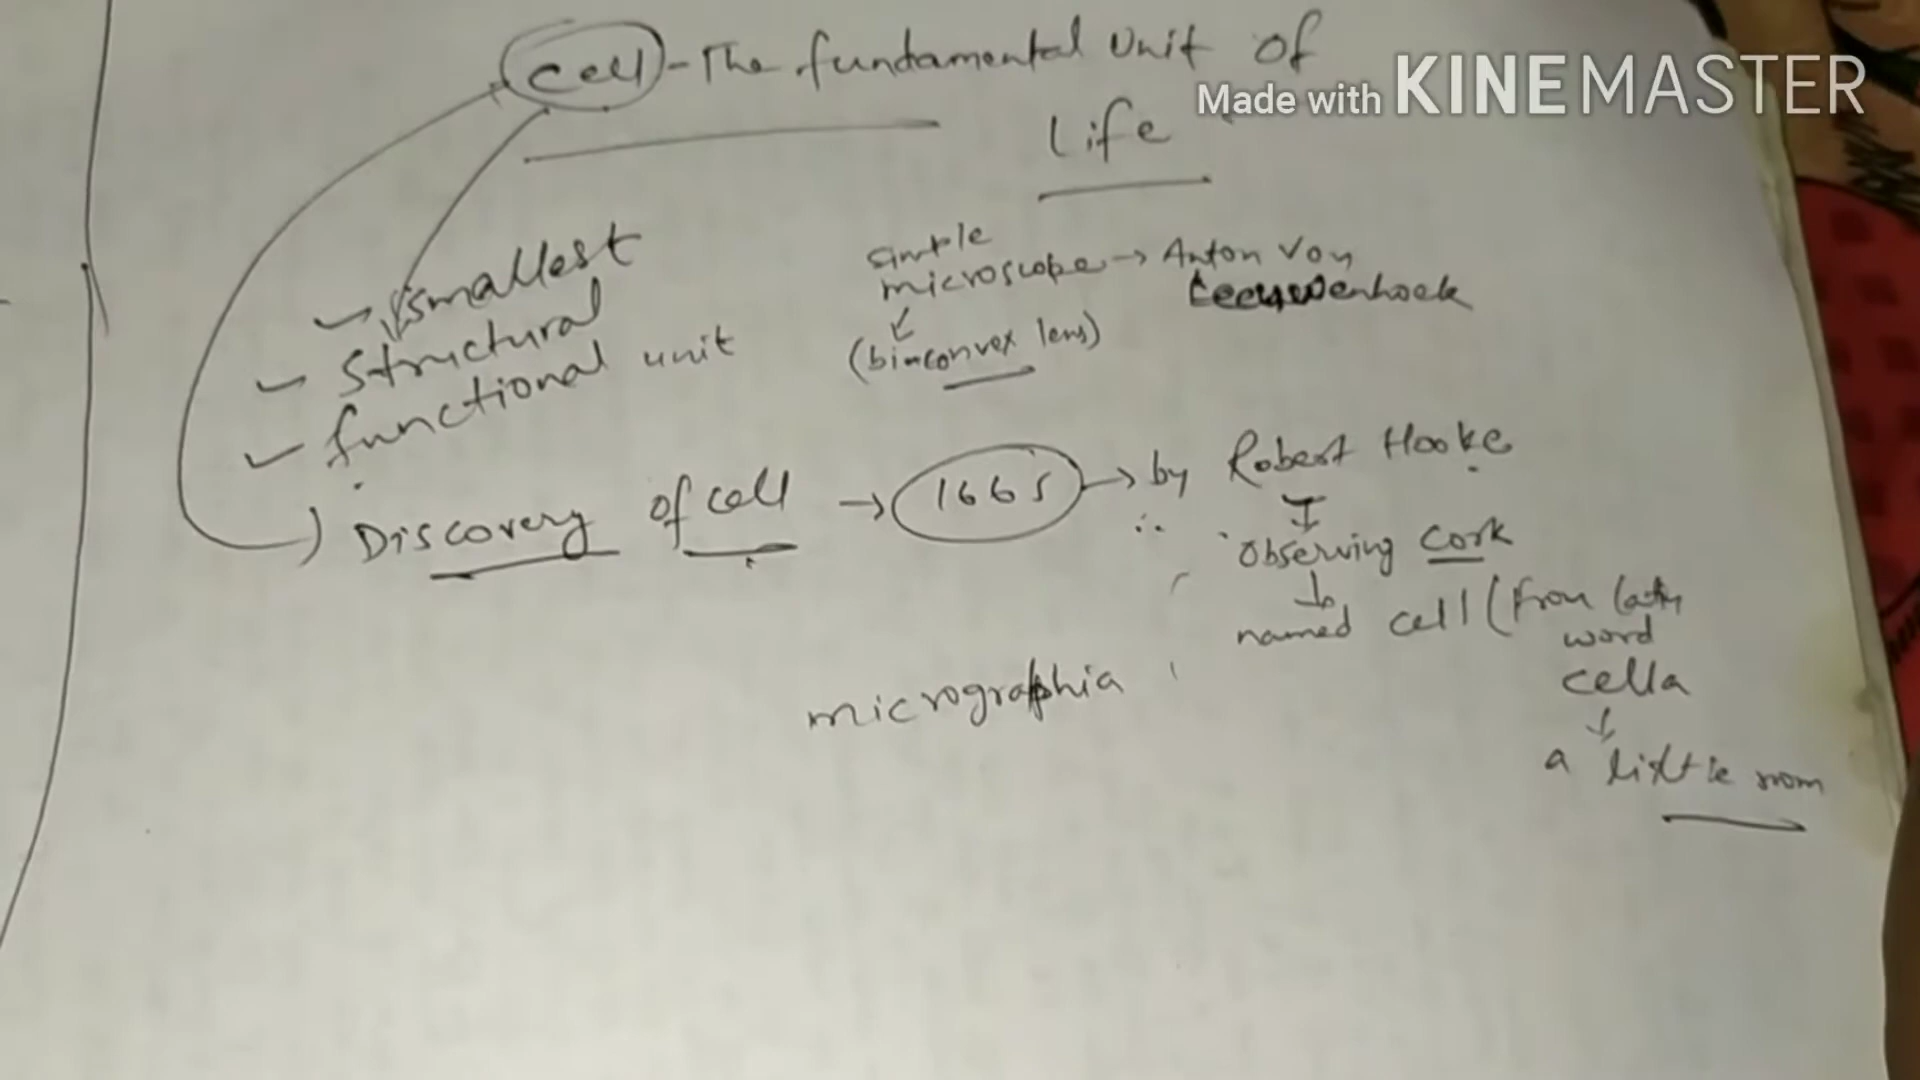 Cell - The fundamental Unit Of
Life
Made with KINEMASTER
smallest
structural
functional unit
simple
microscope → Anton Von
Leeuwenhoek
(biconvex lens)
Discovery of cell → 1665 → by Robert Hooke
observing cork
named cell (from latin
word
cella
a little room
micrographia